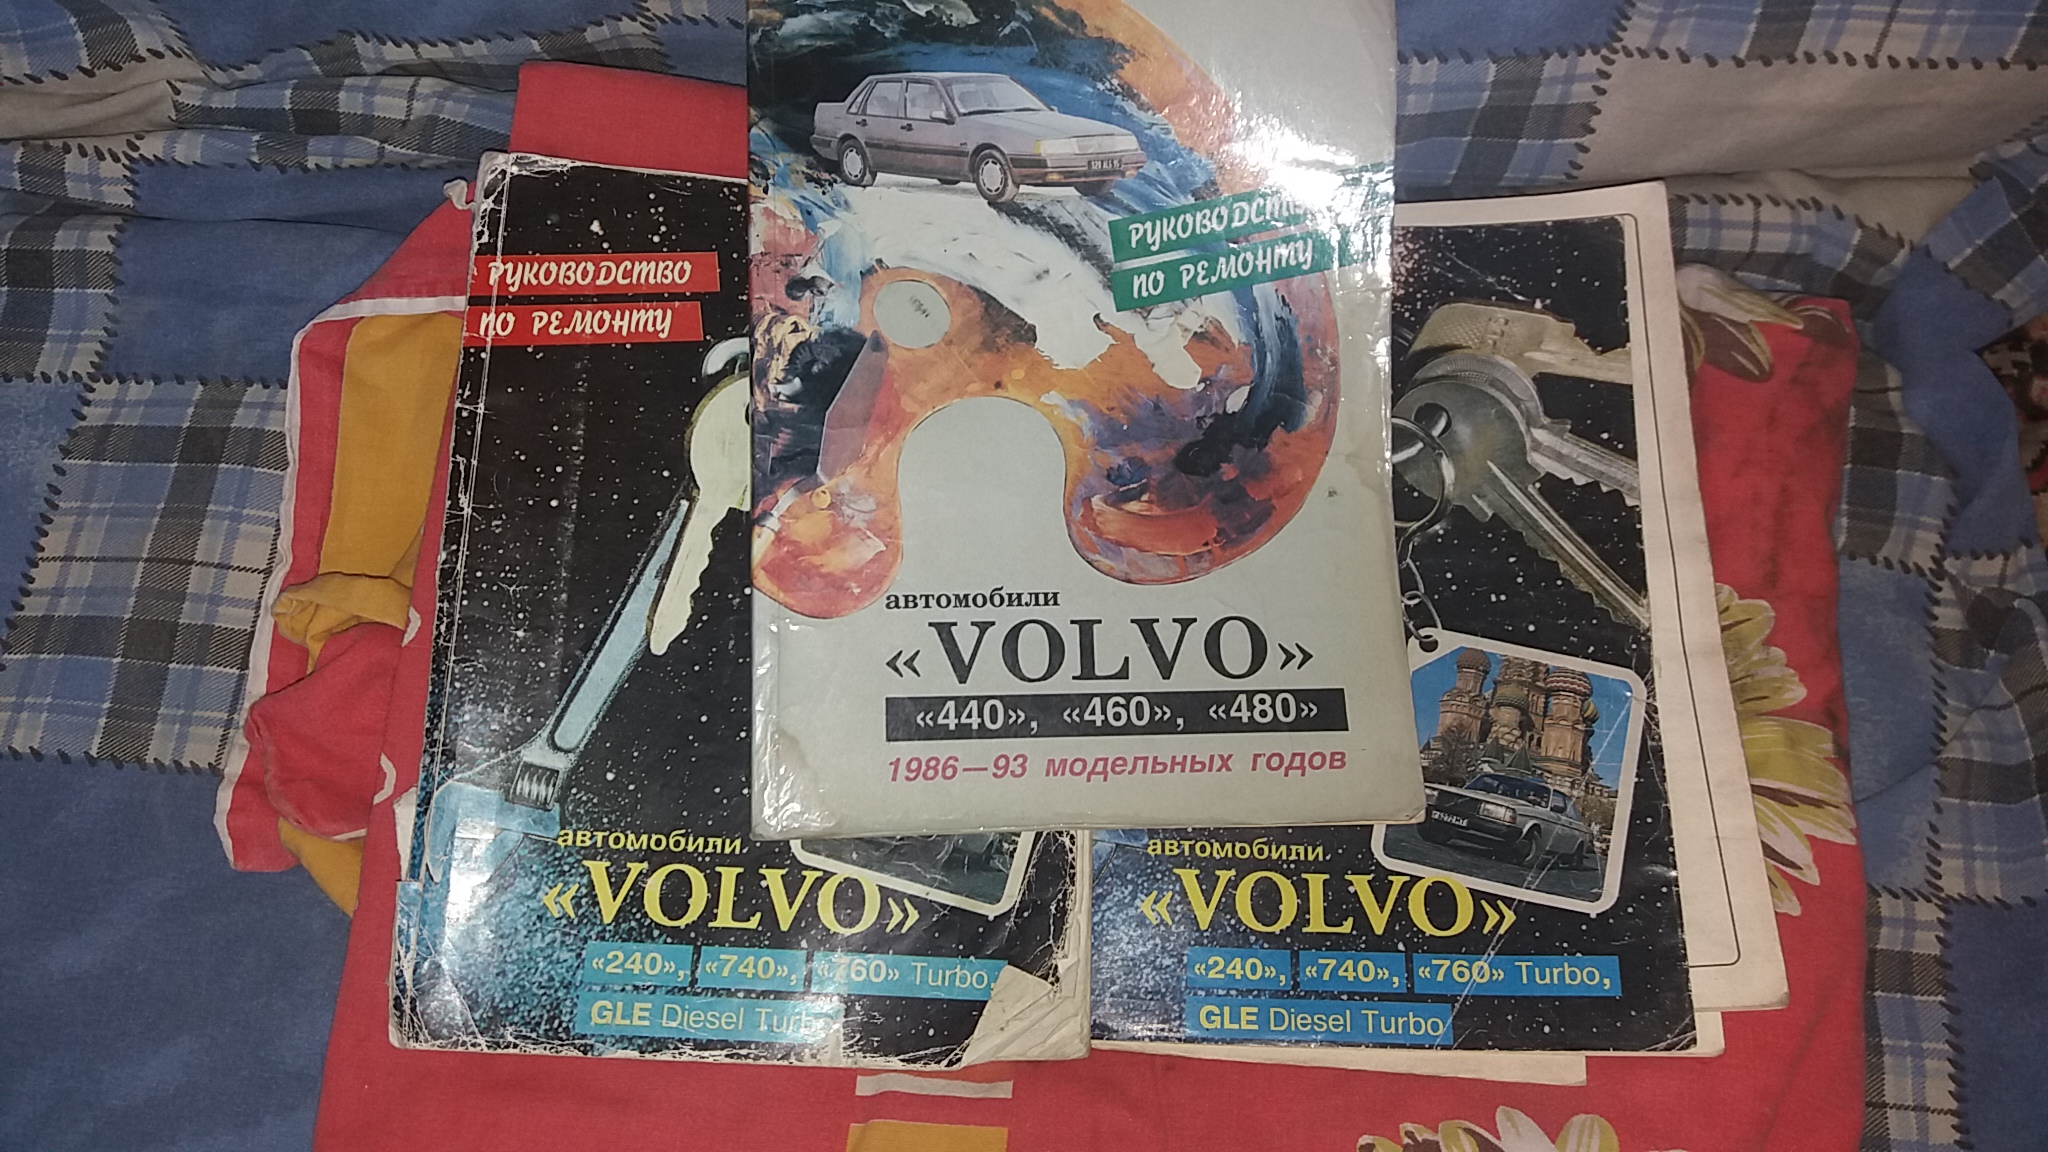 РУКОВОДСТВО
ПО РЕМОНТУ
автомобили
«VOLVO»
«240», «740», «760» Turbo,
GLE Diesel Turbo
РУКОВОДСТВО
ПО РЕМОНТУ
автомобили
«VOLVO»
«440», «460», «480»
1986—93 модельных годов
автомобили
«VOLVO»
«240», «740», «760» Turbo,
GLE Diesel Turbo